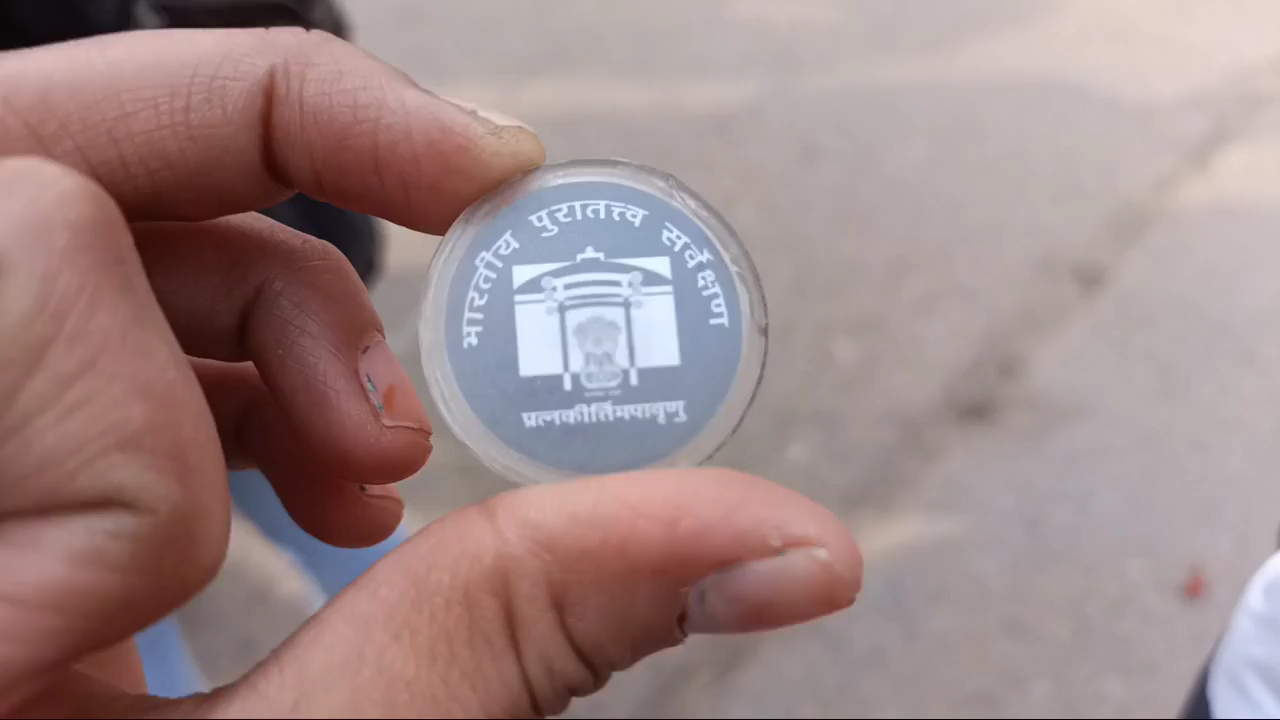 भारतीय पुरातत्त्व सर्वेक्षण
प्रत्नकीर्तिमपावृणु